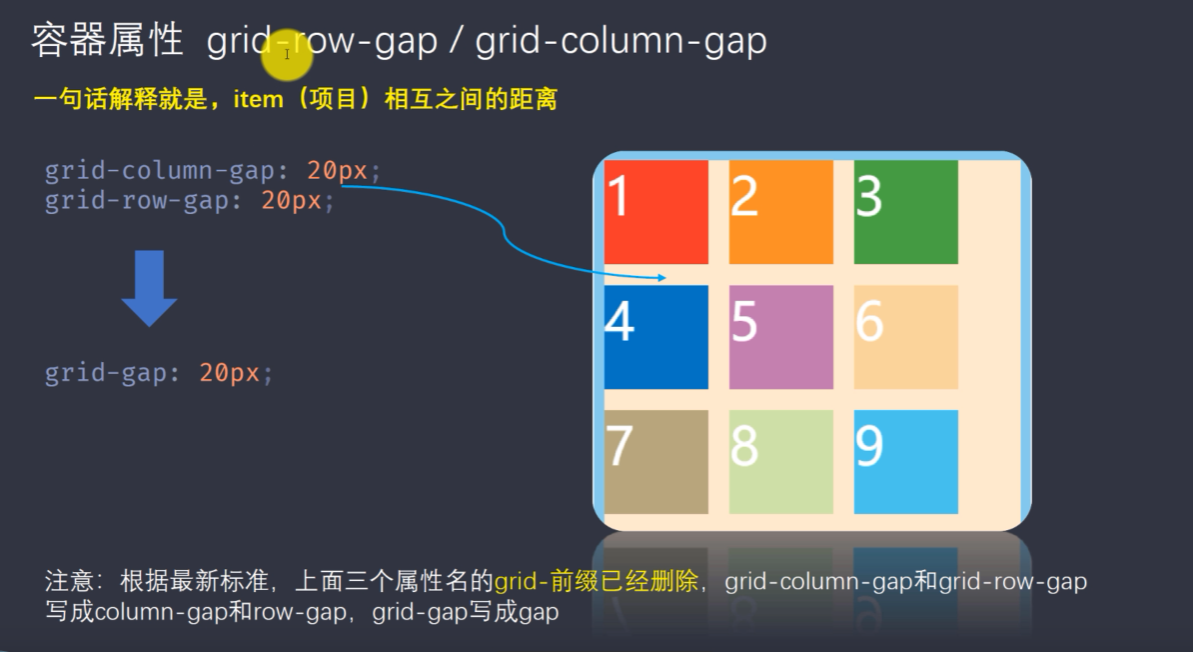 容器属性 grid-row-gap / grid-column-gap
一句话解释就是，item（项目）相互之间的距离
grid-column-gap: 20px;
grid-row-gap: 20px;
grid-gap: 20px;
1 2 3
4 5 6
7 8 9
注意：根据最新标准，上面三个属性名的grid-前缀已经删除，grid-column-gap和grid-row-gap
写成column-gap和row-gap，grid-gap写成gap